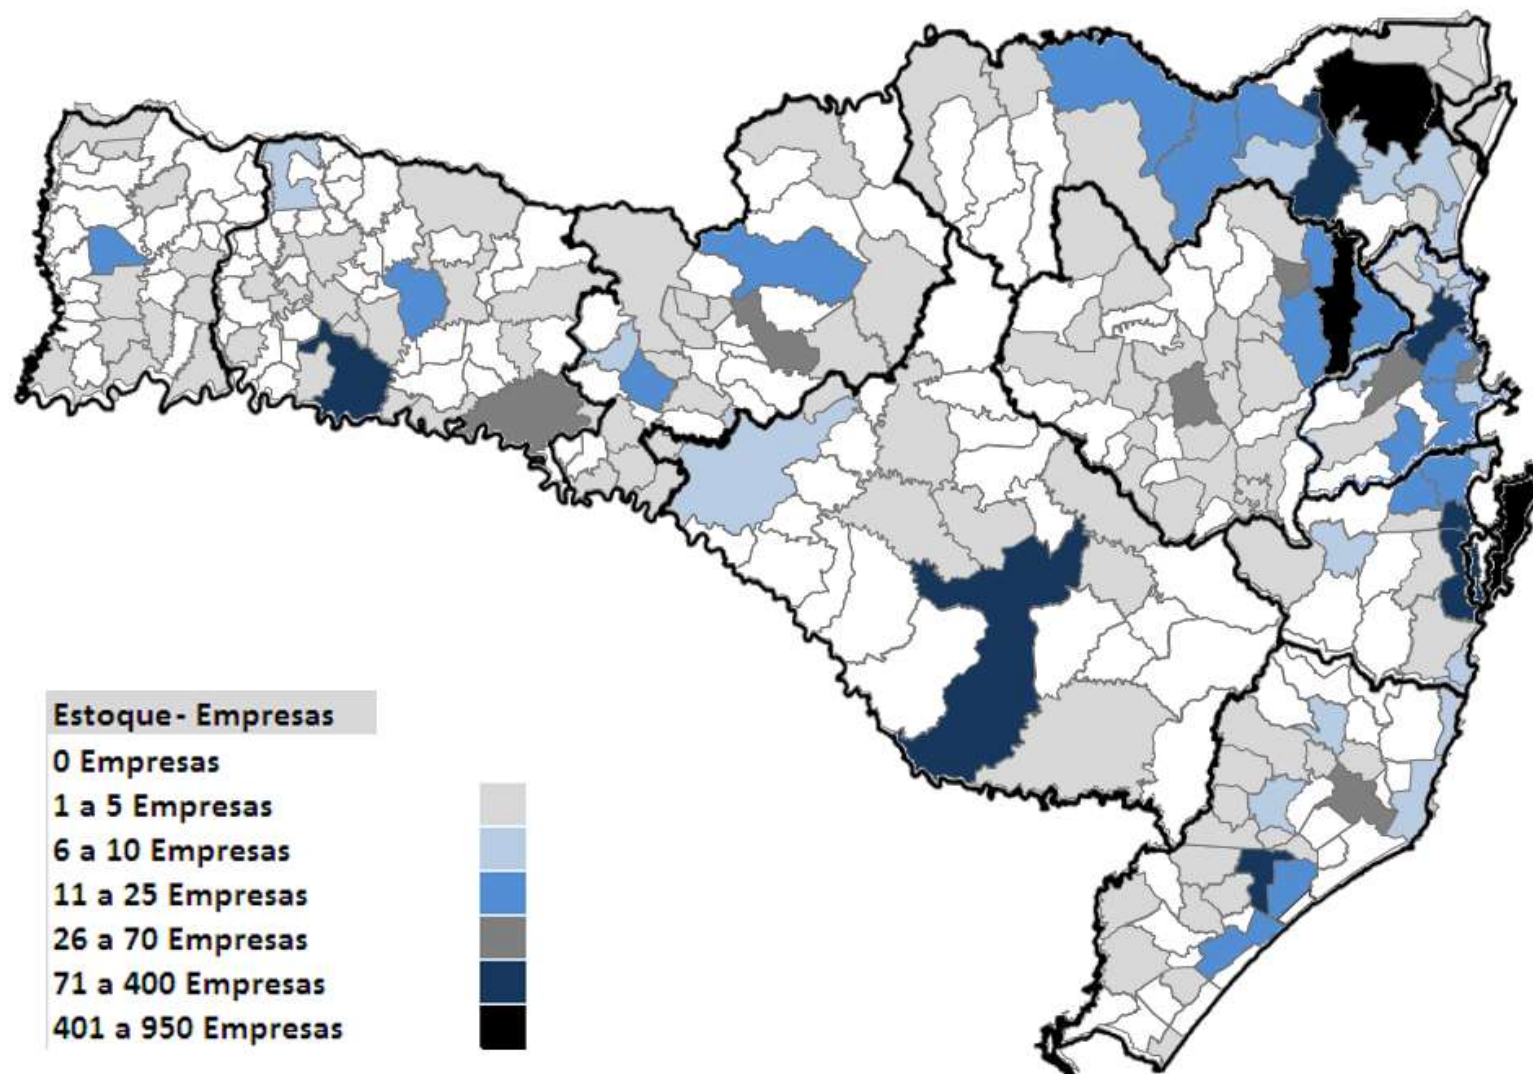 Estoque - Empresas
0 Empresas
1 a 5 Empresas
6 a 10 Empresas
11 a 25 Empresas
26 a 70 Empresas
71 a 400 Empresas
401 a 950 Empresas